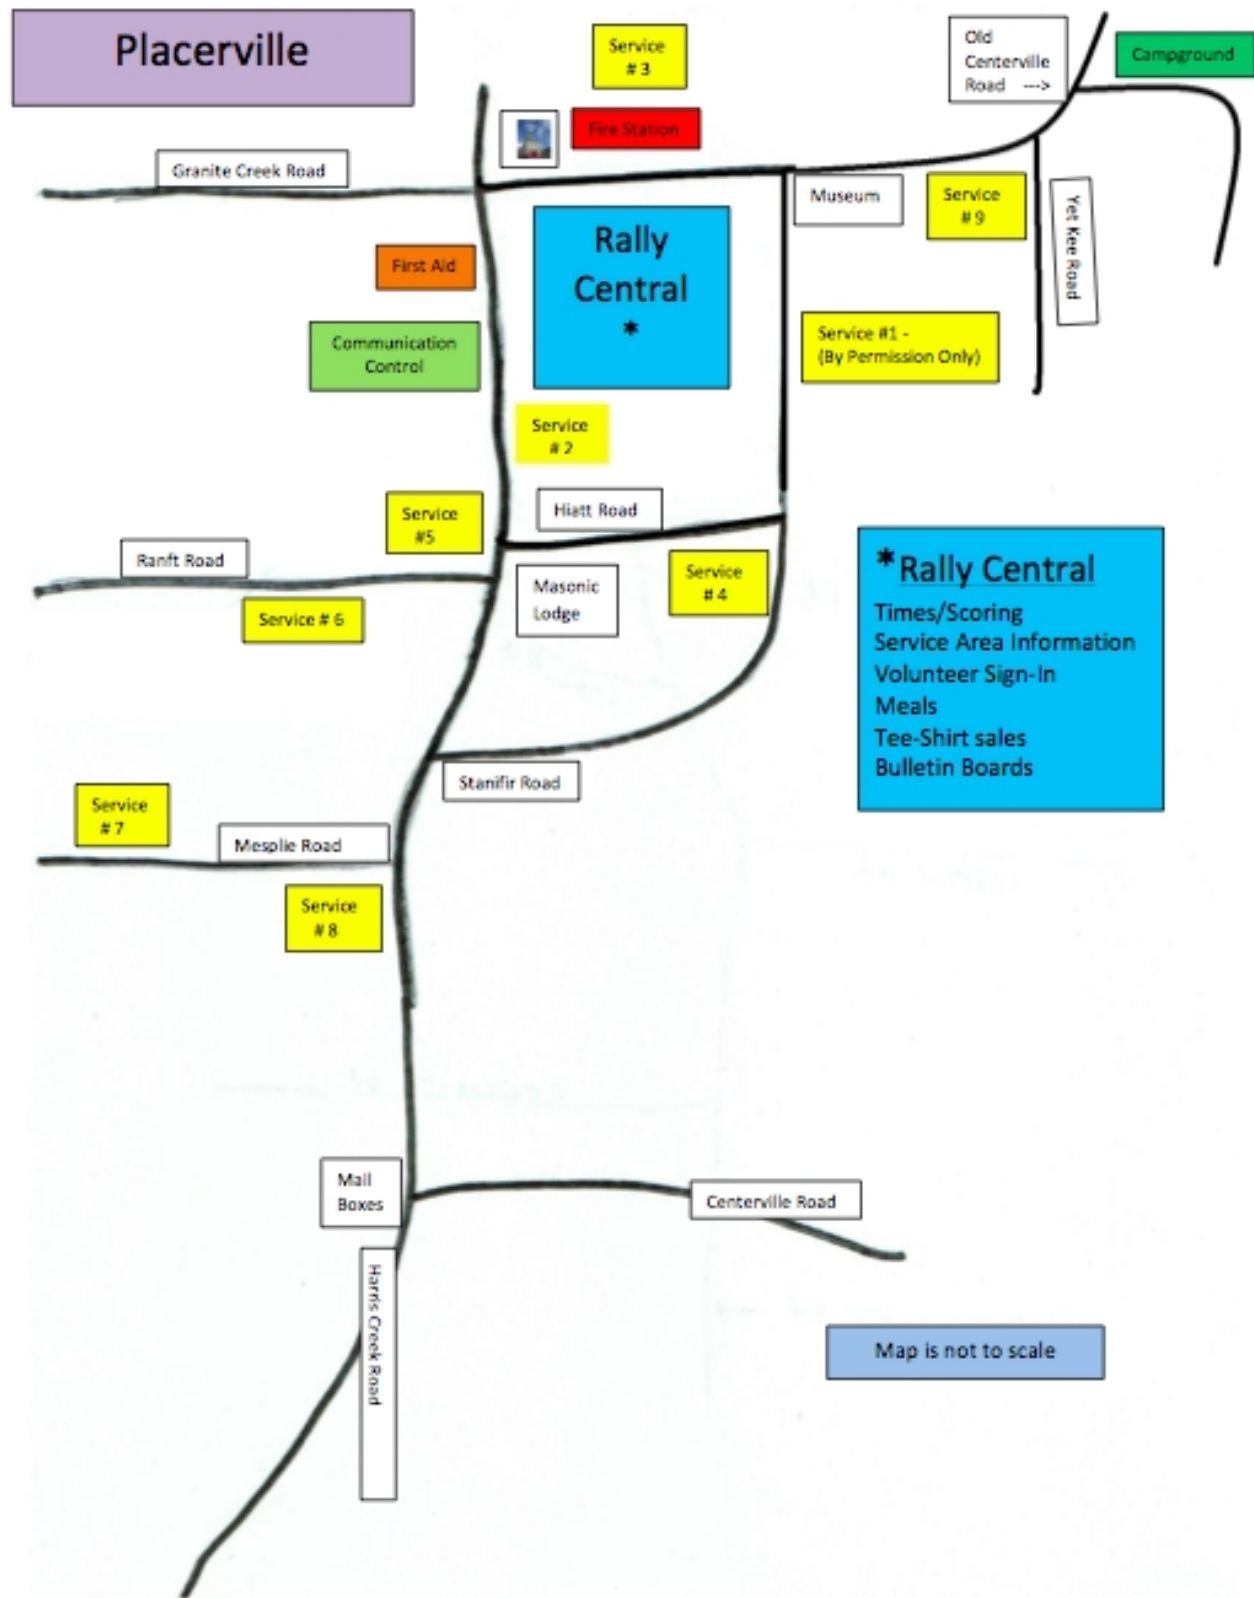 Placerville
Service
# 3
Old
Centerville
Road --->
Campground
Fire Station
Granite Creek Road
Museum
Service
# 9
Yet Kee Road
Rally
Central
*
First Aid
Communication
Control
Service #1 -
(By Permission Only)
Service
# 2
Service
#5
Hiatt Road
Ranft Road
Service # 6
Masonic
Lodge
Service
# 4
*Rally Central
Times/Scoring
Service Area Information
Volunteer Sign-In
Meals
Tee-Shirt sales
Bulletin Boards
Stanifir Road
Service
# 7
Mesplie Road
Service
# 8
Mail
Boxes
Centerville Road
Harris Creek Road
Map is not to scale